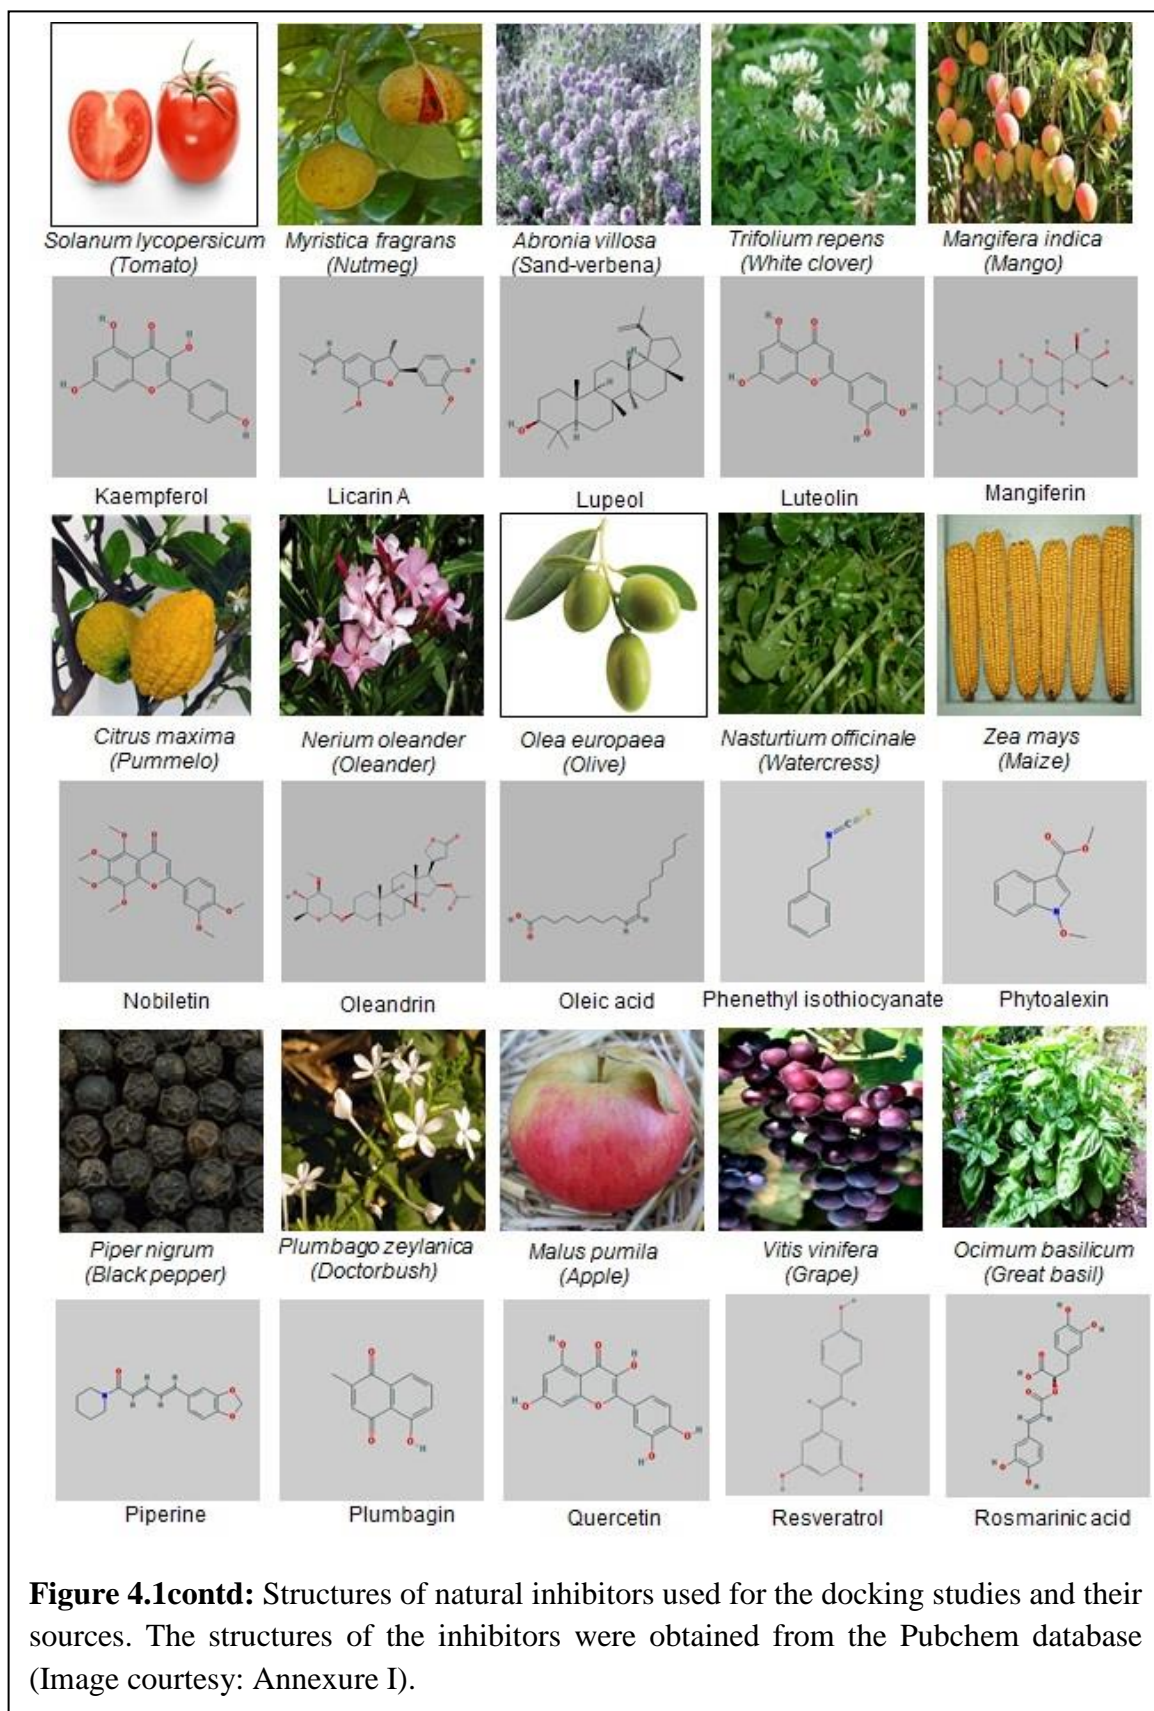 Solanum lycopersicum
(Tomato)
Myristica fragrans
(Nutmeg)
Abronia villosa
(Sand-verbena)
Trifolium repens
(White clover)
Mangifera indica
(Mango)
Kaempferol
Licarin A
Lupeol
Luteolin
Mangiferin
Citrus maxima
(Pummelo)
Nerium oleander
(Oleander)
Olea europaea
(Olive)
Nasturtium officinale
(Watercress)
Zea mays
(Maize)
Nobiletin
Oleandrin
Oleic acid
Phenethyl isothiocyanate
Phytoalexin
Piper nigrum
(Black pepper)
Plumbago zeylanica
(Doctorbush)
Malus pumila
(Apple)
Vitis vinifera
(Grape)
Ocimum basilicum
(Great basil)
Piperine
Plumbagin
Quercetin
Resveratrol
Rosmarinic acid
Figure 4.1contd: Structures of natural inhibitors used for the docking studies and their
sources. The structures of the inhibitors were obtained from the Pubchem database
(Image courtesy: Annexure I).